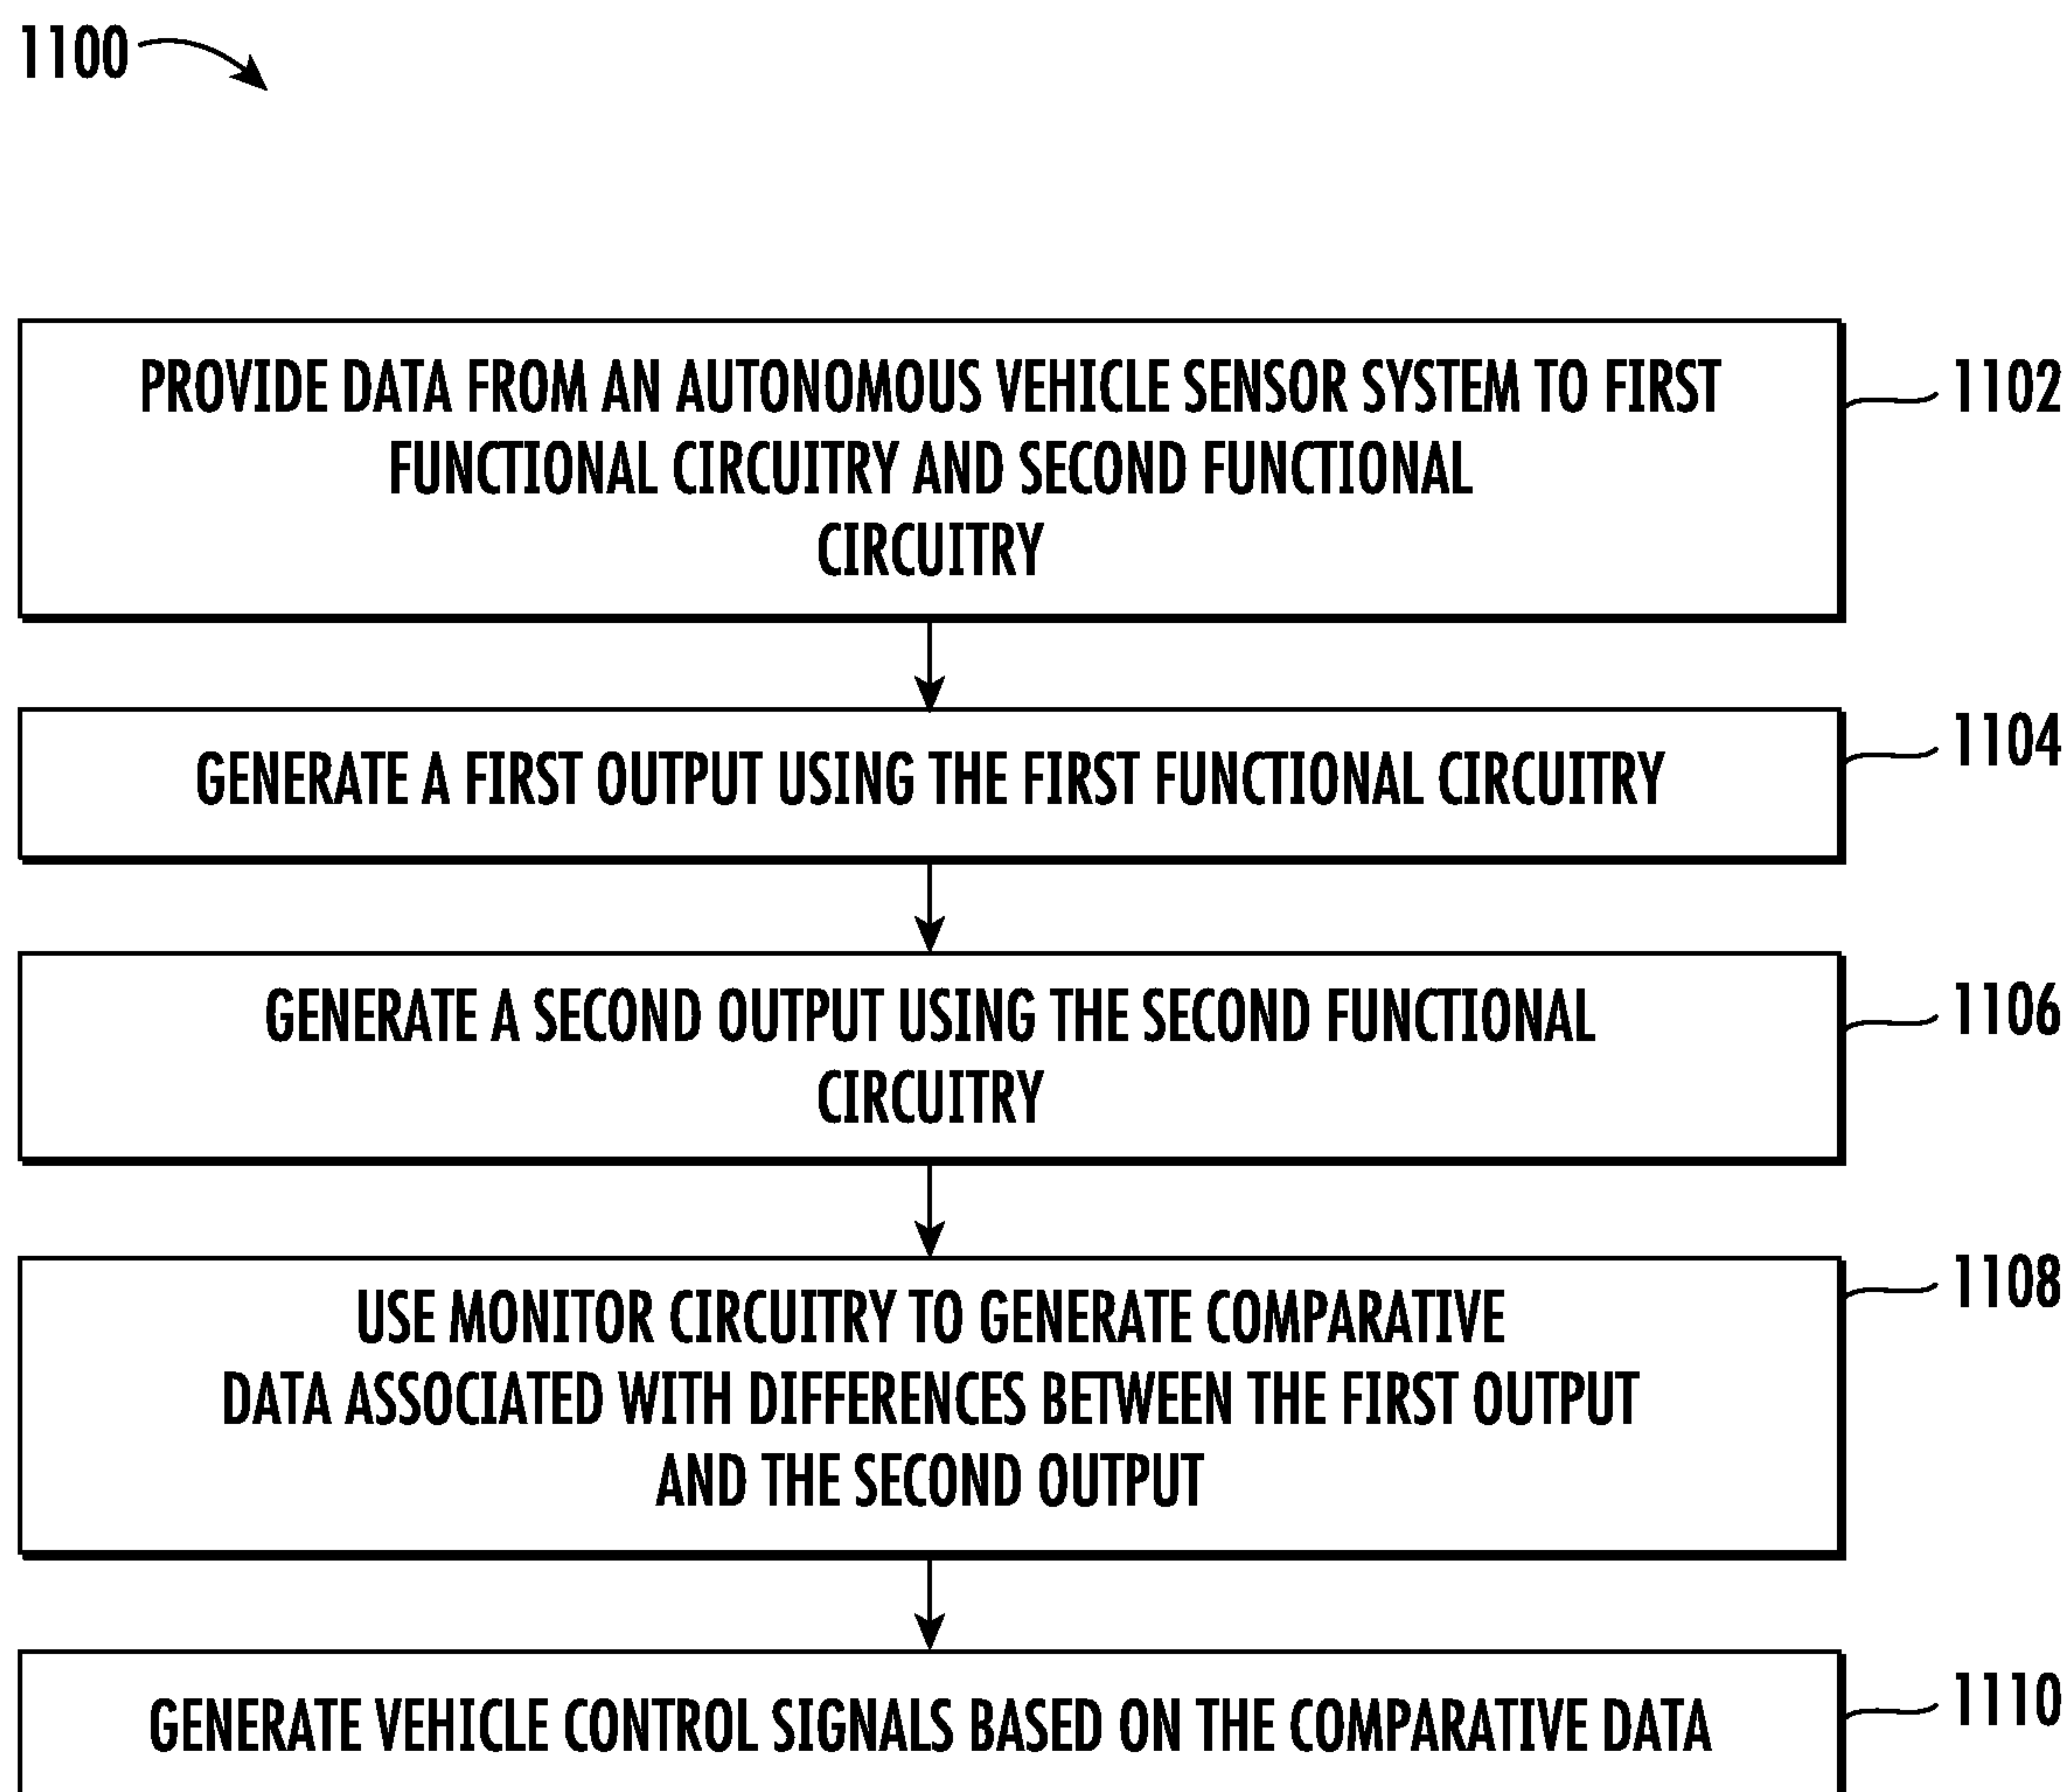 1100
PROVIDE DATA FROM AN AUTONOMOUS VEHICLE SENSOR SYSTEM TO FIRST
FUNCTIONAL CIRCUITRY AND SECOND FUNCTIONAL
CIRCUITRY
1102
GENERATE A FIRST OUTPUT USING THE FIRST FUNCTIONAL CIRCUITRY
1104
GENERATE A SECOND OUTPUT USING THE SECOND FUNCTIONAL
CIRCUITRY
1106
USE MONITOR CIRCUITRY TO GENERATE COMPARATIVE
DATA ASSOCIATED WITH DIFFERENCES BETWEEN THE FIRST OUTPUT
AND THE SECOND OUTPUT
1108
GENERATE VEHICLE CONTROL SIGNALS BASED ON THE COMPARATIVE DATA
1110